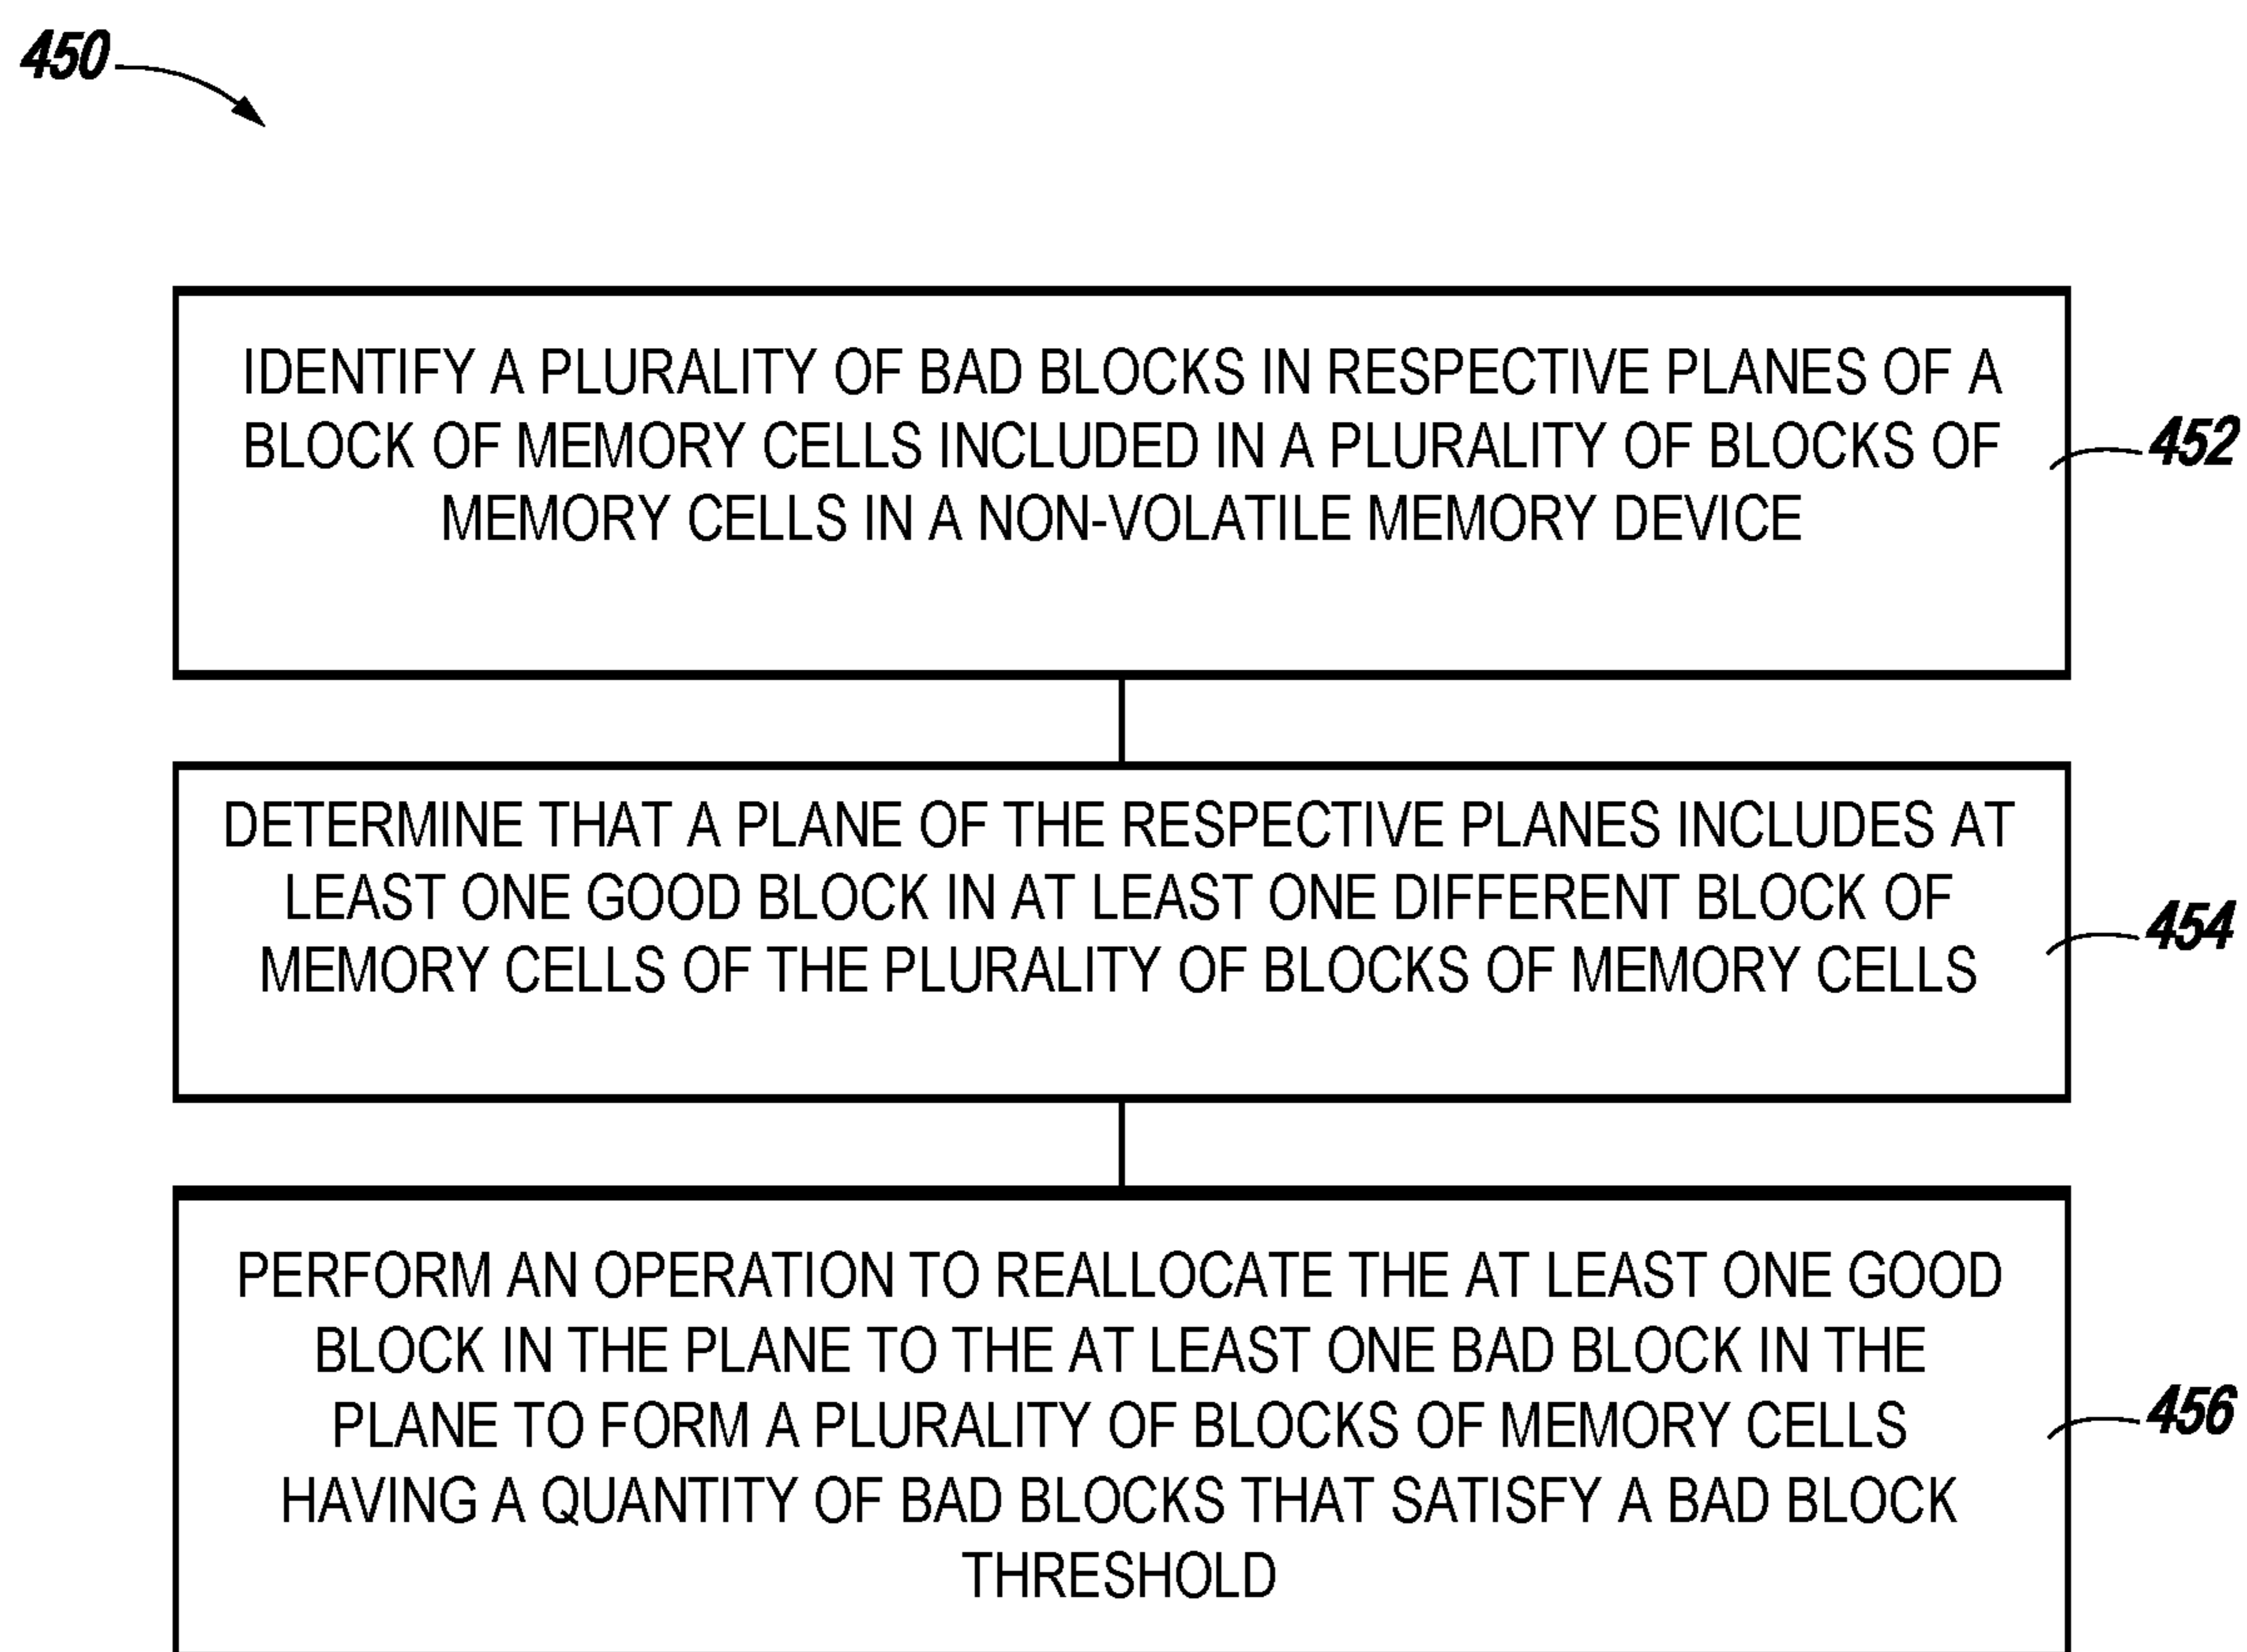 450
IDENTIFY A PLURALITY OF BAD BLOCKS IN RESPECTIVE PLANES OF A
BLOCK OF MEMORY CELLS INCLUDED IN A PLURALITY OF BLOCKS OF
MEMORY CELLS IN A NON-VOLATILE MEMORY DEVICE
452
DETERMINE THAT A PLANE OF THE RESPECTIVE PLANES INCLUDES AT
LEAST ONE GOOD BLOCK IN AT LEAST ONE DIFFERENT BLOCK OF
MEMORY CELLS OF THE PLURALITY OF BLOCKS OF MEMORY CELLS
454
PERFORM AN OPERATION TO REALLOCATE THE AT LEAST ONE GOOD
BLOCK IN THE PLANE TO THE AT LEAST ONE BAD BLOCK IN THE
PLANE TO FORM A PLURALITY OF BLOCKS OF MEMORY CELLS
HAVING A QUANTITY OF BAD BLOCKS THAT SATISFY A BAD BLOCK
THRESHOLD
456